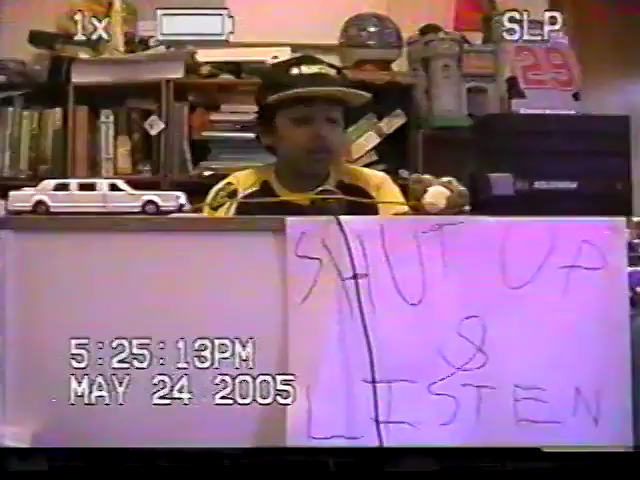 1x
SLP
29
SHUT UP
&
LISTEN
5:25:13PM
MAY 24 2005